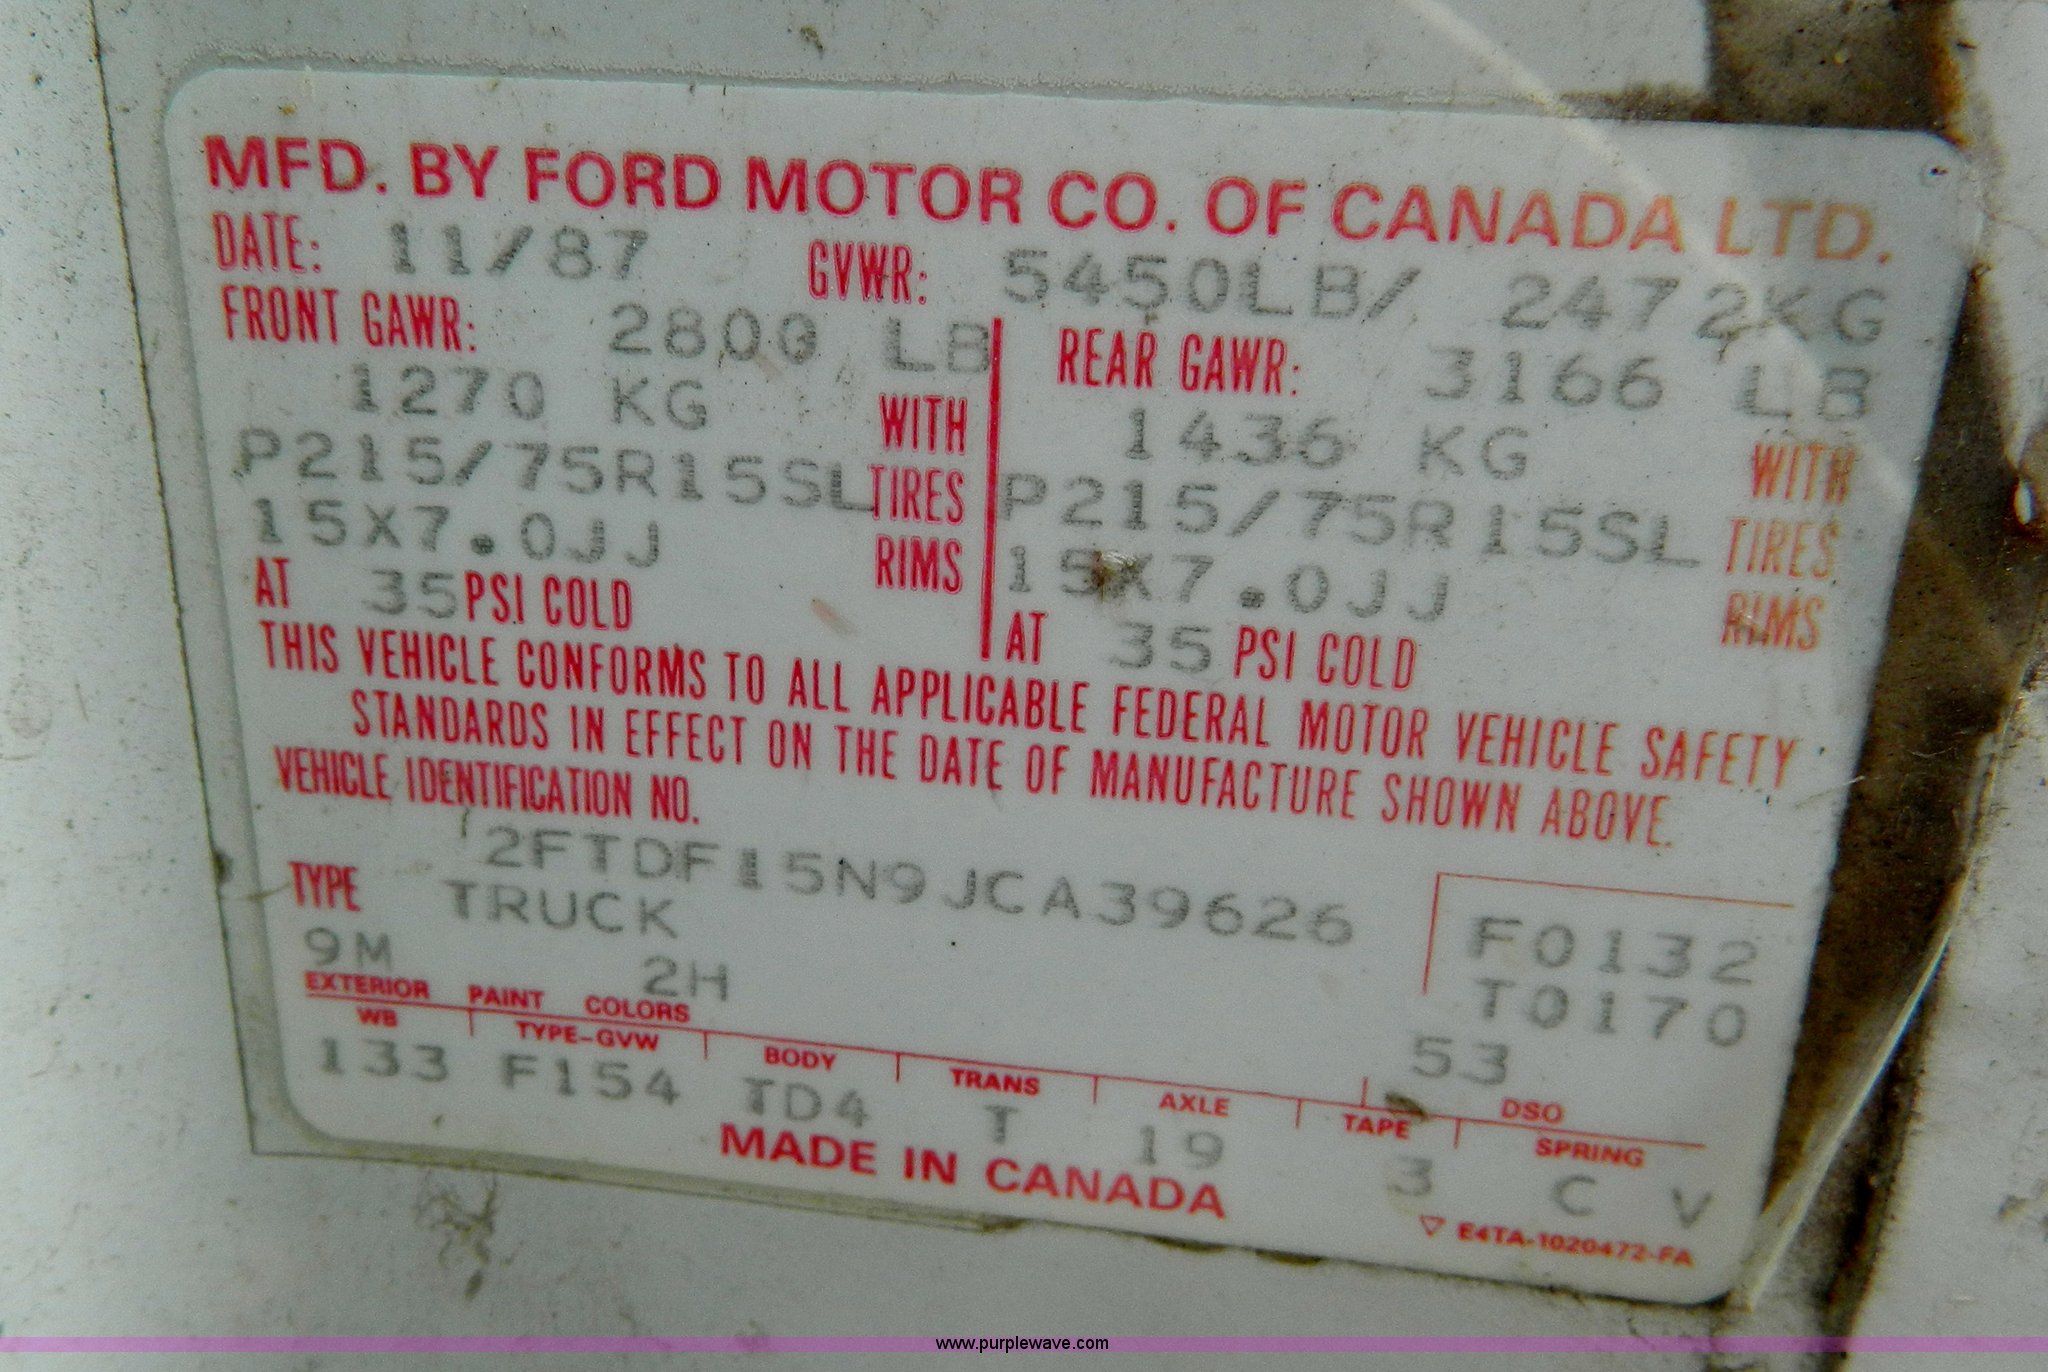 MFD. BY FORD MOTOR CO. OF CANADA LTD.
DATE: 11/87 GVWR: 5450LB/ 2472KG
FRONT GAWR: 2800 LB REAR GAWR: 3166 LB
1270 KG WITH 1436 KG WITH
P215/75R15SL TIRES P215/75R15SL TIRES
15X7.0JJ RIMS 15X7.0JJ RIMS
AT 35 PSI COLD AT 35 PSI COLD
THIS VEHICLE CONFORMS TO ALL APPLICABLE FEDERAL MOTOR VEHICLE SAFETY
STANDARDS IN EFFECT ON THE DATE OF MANUFACTURE SHOWN ABOVE.
VEHICLE IDENTIFICATION NO.
2FTDF15N9JCA39626
TYPE TRUCK F0132
9M 2H T0170
EXTERIOR PAINT COLORS 53
WB TYPE-GVW BODY TRANS AXLE TAPE DSO SPRING
133 F154 TD4 T 19 3 C V
MADE IN CANADA
E4TA-1020472-FA
www.purplewave.com